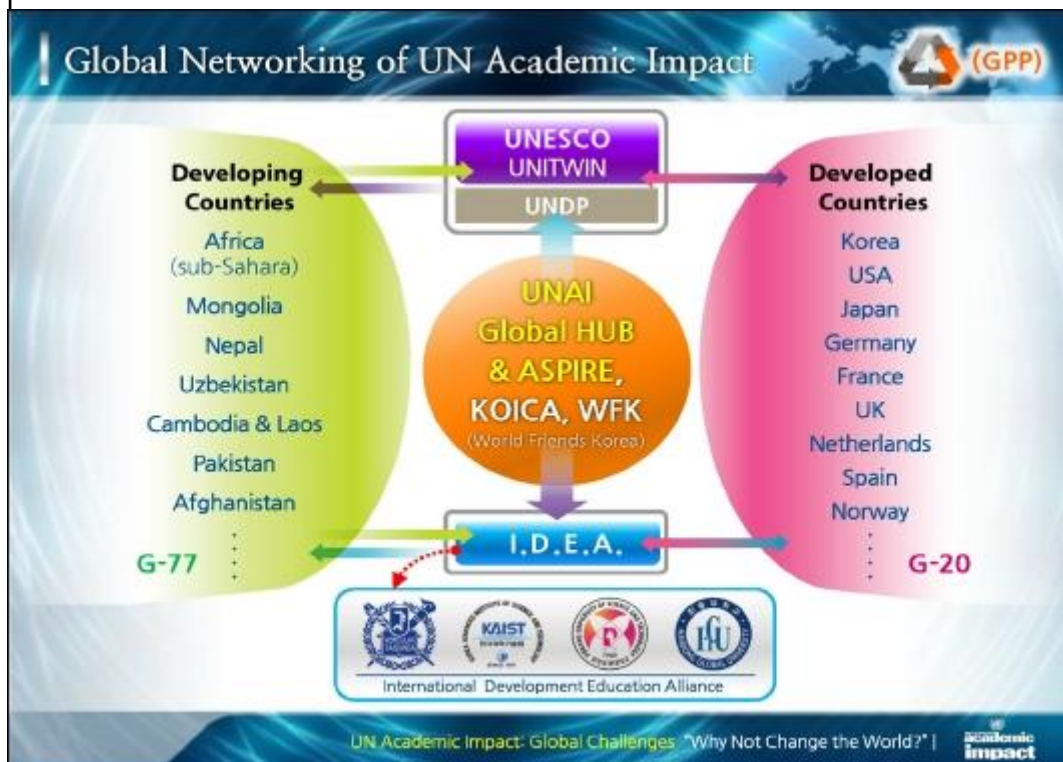 Global Networking of UN Academic Impact
(GPP)
Developing
Countries
Africa
(sub-Sahara)
Mongolia
Nepal
Uzbekistan
Cambodia & Laos
Pakistan
Afghanistan
G-77
UNESCO
UNITWIN
UNDP
UNAI
Global HUB
& ASPIRE,
KOICA, WFK
(World Friends Korea)
I.D.E.A.
Developed
Countries
Korea
USA
Japan
Germany
France
UK
Netherlands
Spain
Norway
G-20
KAIST
International Development Education Alliance
UN Academic Impact: Global Challenges "Why Not Change the World?" |
academic
impact